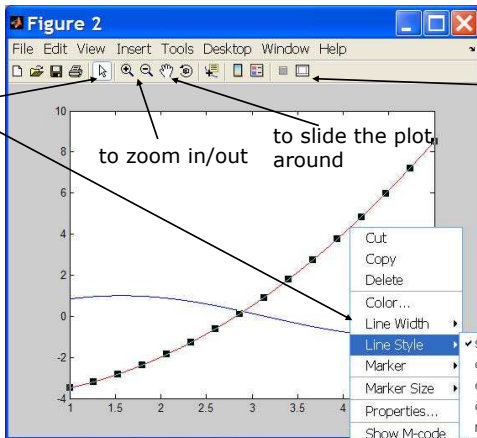 Figure 2
File Edit View Insert Tools Desktop Window Help
to zoom in/out
to slide the plot
around
10
8
6
4
2
0
-2
-4
1 1.5 2 2.5 3 3.5 4
Cut
Copy
Delete
Color...
Line Width
Line Style
Marker
Marker Size
Properties...
Show M-code